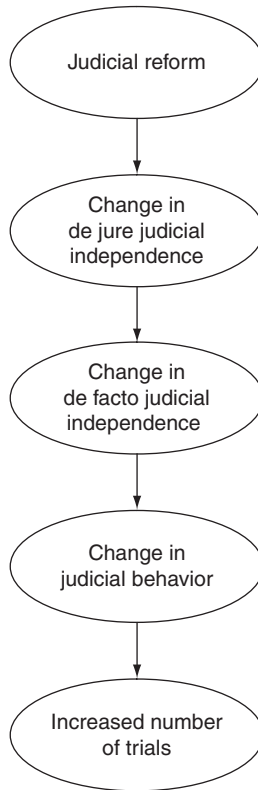 Judicial reform
Change in
de jure judicial
independence
Change in
de facto judicial
independence
Change in
judicial behavior
Increased number
of trials